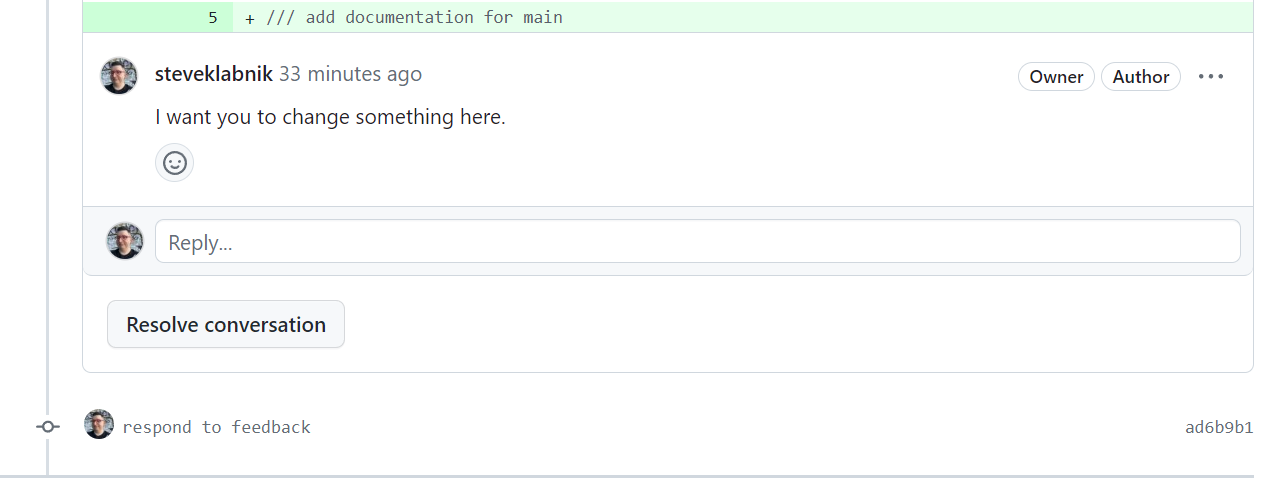 5 + /// add documentation for main
steveklabnik 33 minutes ago Owner Author
I want you to change something here.
Reply...
Resolve conversation
respond to feedback ad6b9b1